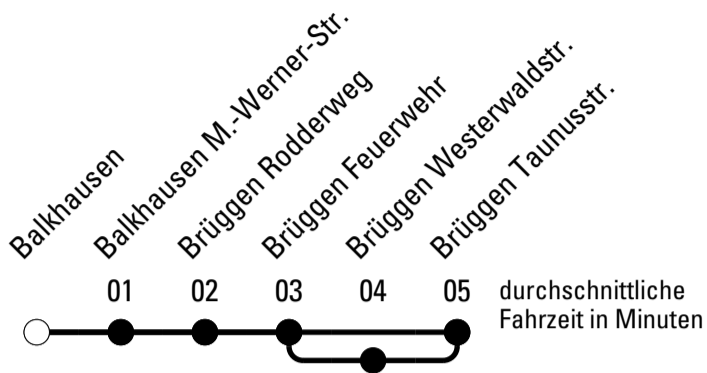 Balkhausen
Balkhausen M.-Werner-Str.
Brüggen Rodderweg
Brüggen Feuerwehr
Brüggen Westerwaldstr.
Brüggen Taunusstr.
01 02 03 04 05
durchschnittliche
Fahrzeit in Minuten